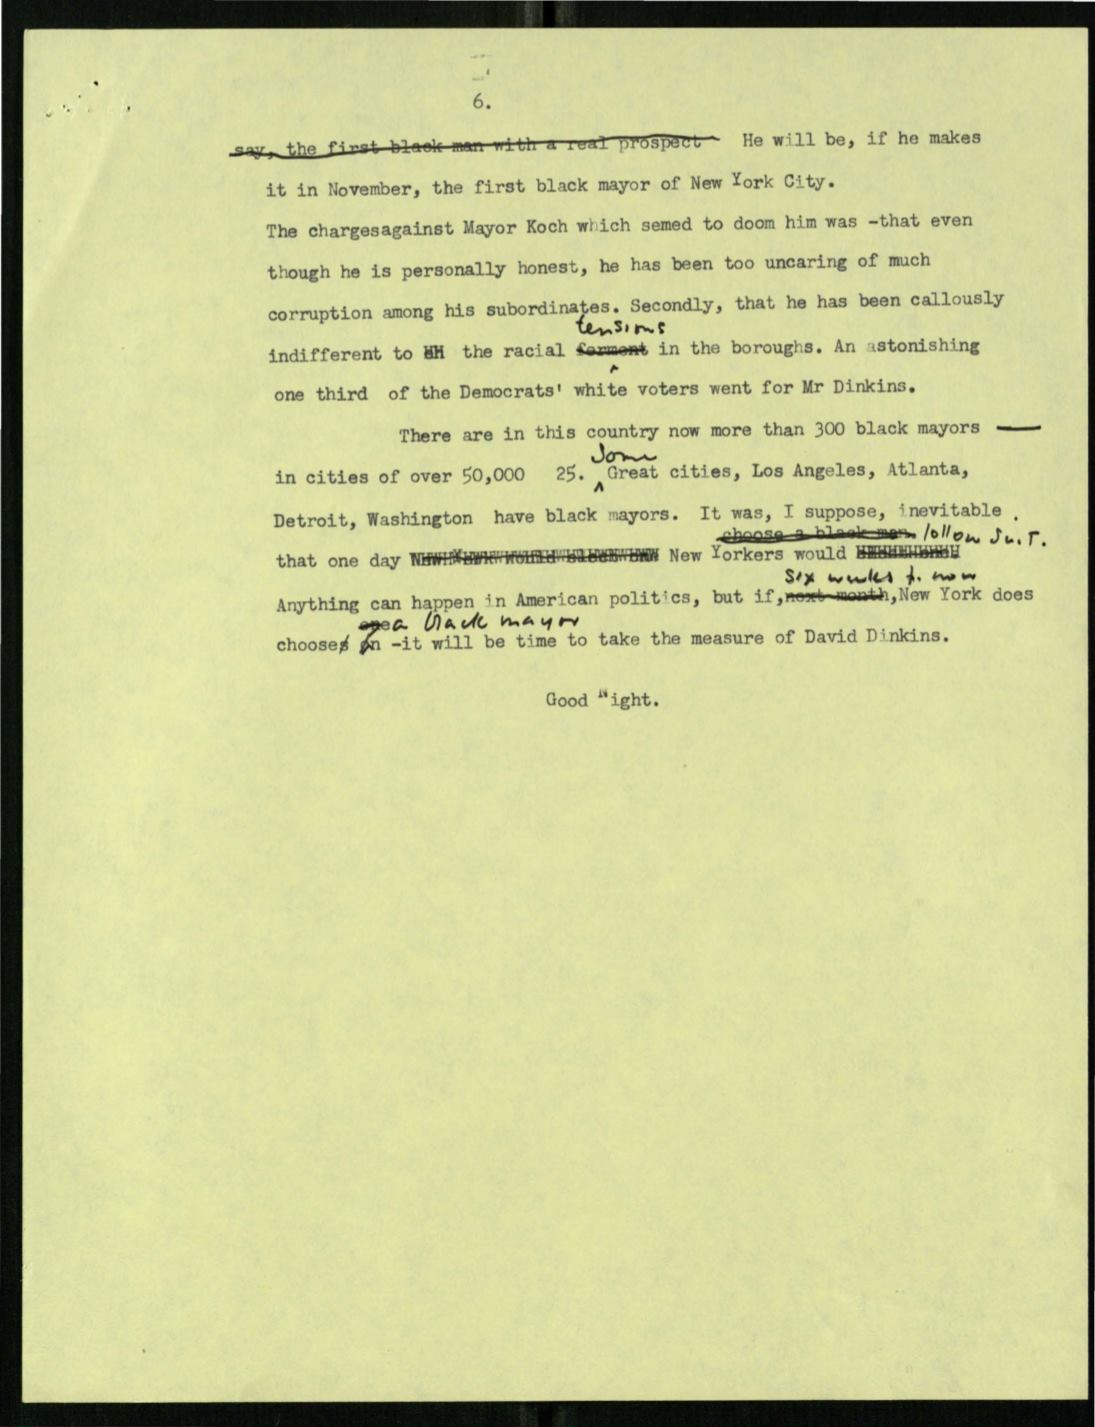 6.
say, the first black man with a real prospect He will be, if he makes
it in November, the first black mayor of New York City.
The chargesagainst Mayor Koch which semed to doom him was -that even
though he is personally honest, he has been too uncaring of much
corruption among his subordinates. Secondly, that he has been callously
tensions
indifferent to the racial ferment in the boroughs. An astonishing
one third of the Democrats' white voters went for Mr Dinkins.
There are in this country now more than 300 black mayors —
Some
in cities of over 50,000 25. Great cities, Los Angeles, Atlanta,
Detroit, Washington have black mayors. It was, I suppose, inevitable
choose a black man follow suit.
that one day New Yorkers would
six weeks f. now
Anything can happen in American politics, but if, next month, New York does
a black mayor
choose -it will be time to take the measure of David Dinkins.
Good Night.